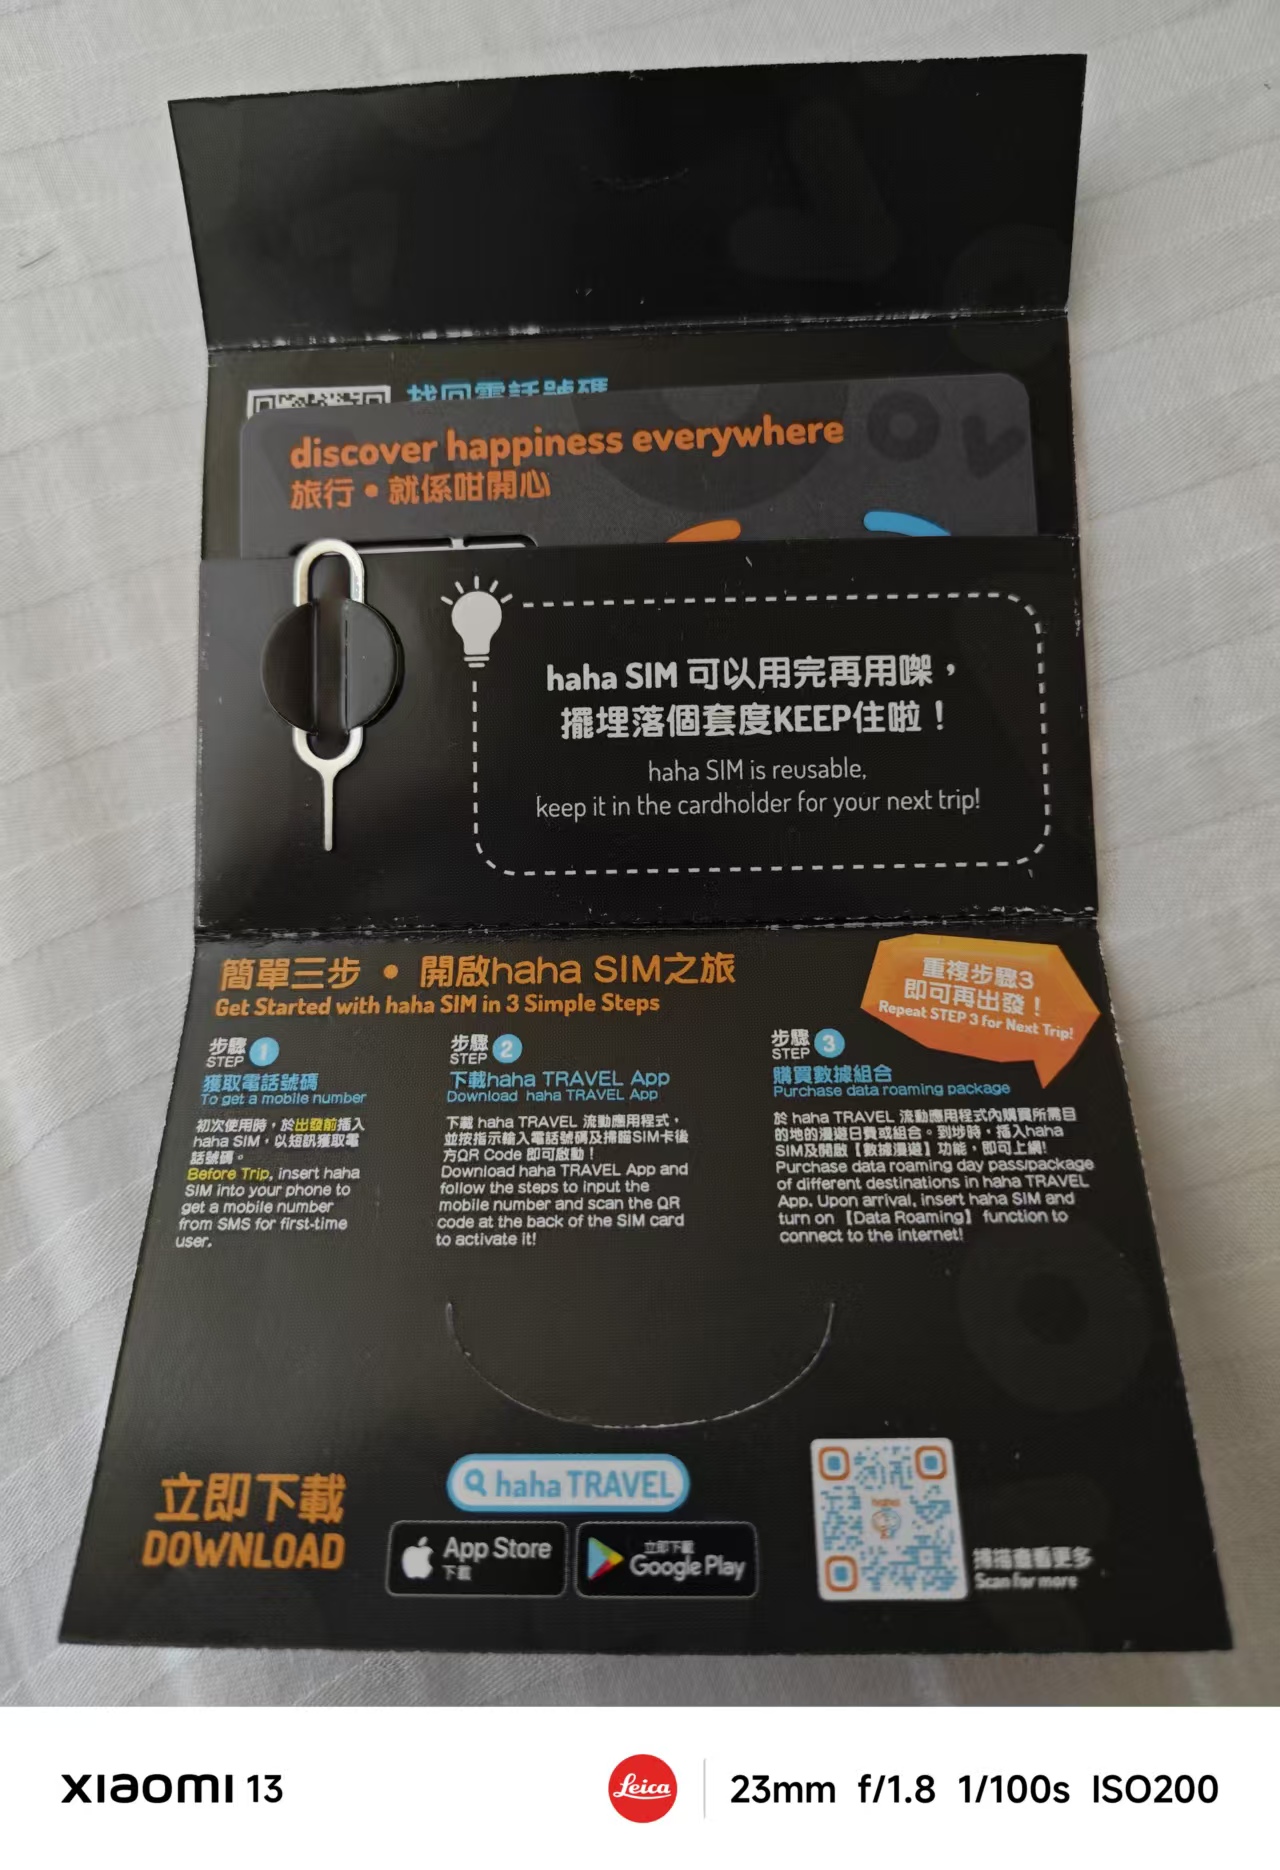 找回電話號碼
discover happiness everywhere
旅行•就係咁開心
haha SIM 可以用完再用㗎，
擺埋落個套度KEEP住啦！
haha SIM is reusable,
keep it in the cardholder for your next trip!
簡單三步 • 開啟haha SIM之旅
Get Started with haha SIM in 3 Simple Steps
重複步驟3
即可再出發！
Repeat STEP 3 for Next Trip!
步驟
STEP 1
獲取電話號碼
To get a mobile number
初次使用時，於出發前插入
haha SIM，以短訊獲取電
話號碼。
Before Trip, insert haha
SIM into your phone to
get a mobile number
from SMS for first-time
user.
步驟
STEP 2
下載haha TRAVEL App
Download haha TRAVEL App
下載 haha TRAVEL 流動應用程式，
並按指示輸入電話號碼及掃瞄SIM卡後
方QR Code 即可啟動！
Download haha TRAVEL App and
follow the steps to input the
mobile number and scan the QR
code at the back of the SIM card
to activate it!
步驟
STEP 3
購買數據組合
Purchase data roaming package
於 haha TRAVEL 流動應用程式內購買所需目
的地的漫遊日費或組合。到埗時，插入haha
SIM及開啟【數據漫遊】功能，即可上網!
Purchase data roaming day pass/package
of different destinations in haha TRAVEL
App. Upon arrival, insert haha SIM and
turn on【Data Roaming】function to
connect to the internet!
立即下載
DOWNLOAD
haha TRAVEL
App Store
下載
立即下載
Google Play
haha
掃描查看更多
Scan for more
XIAOMI 13
Leica
23mm f/1.8 1/100s ISO200